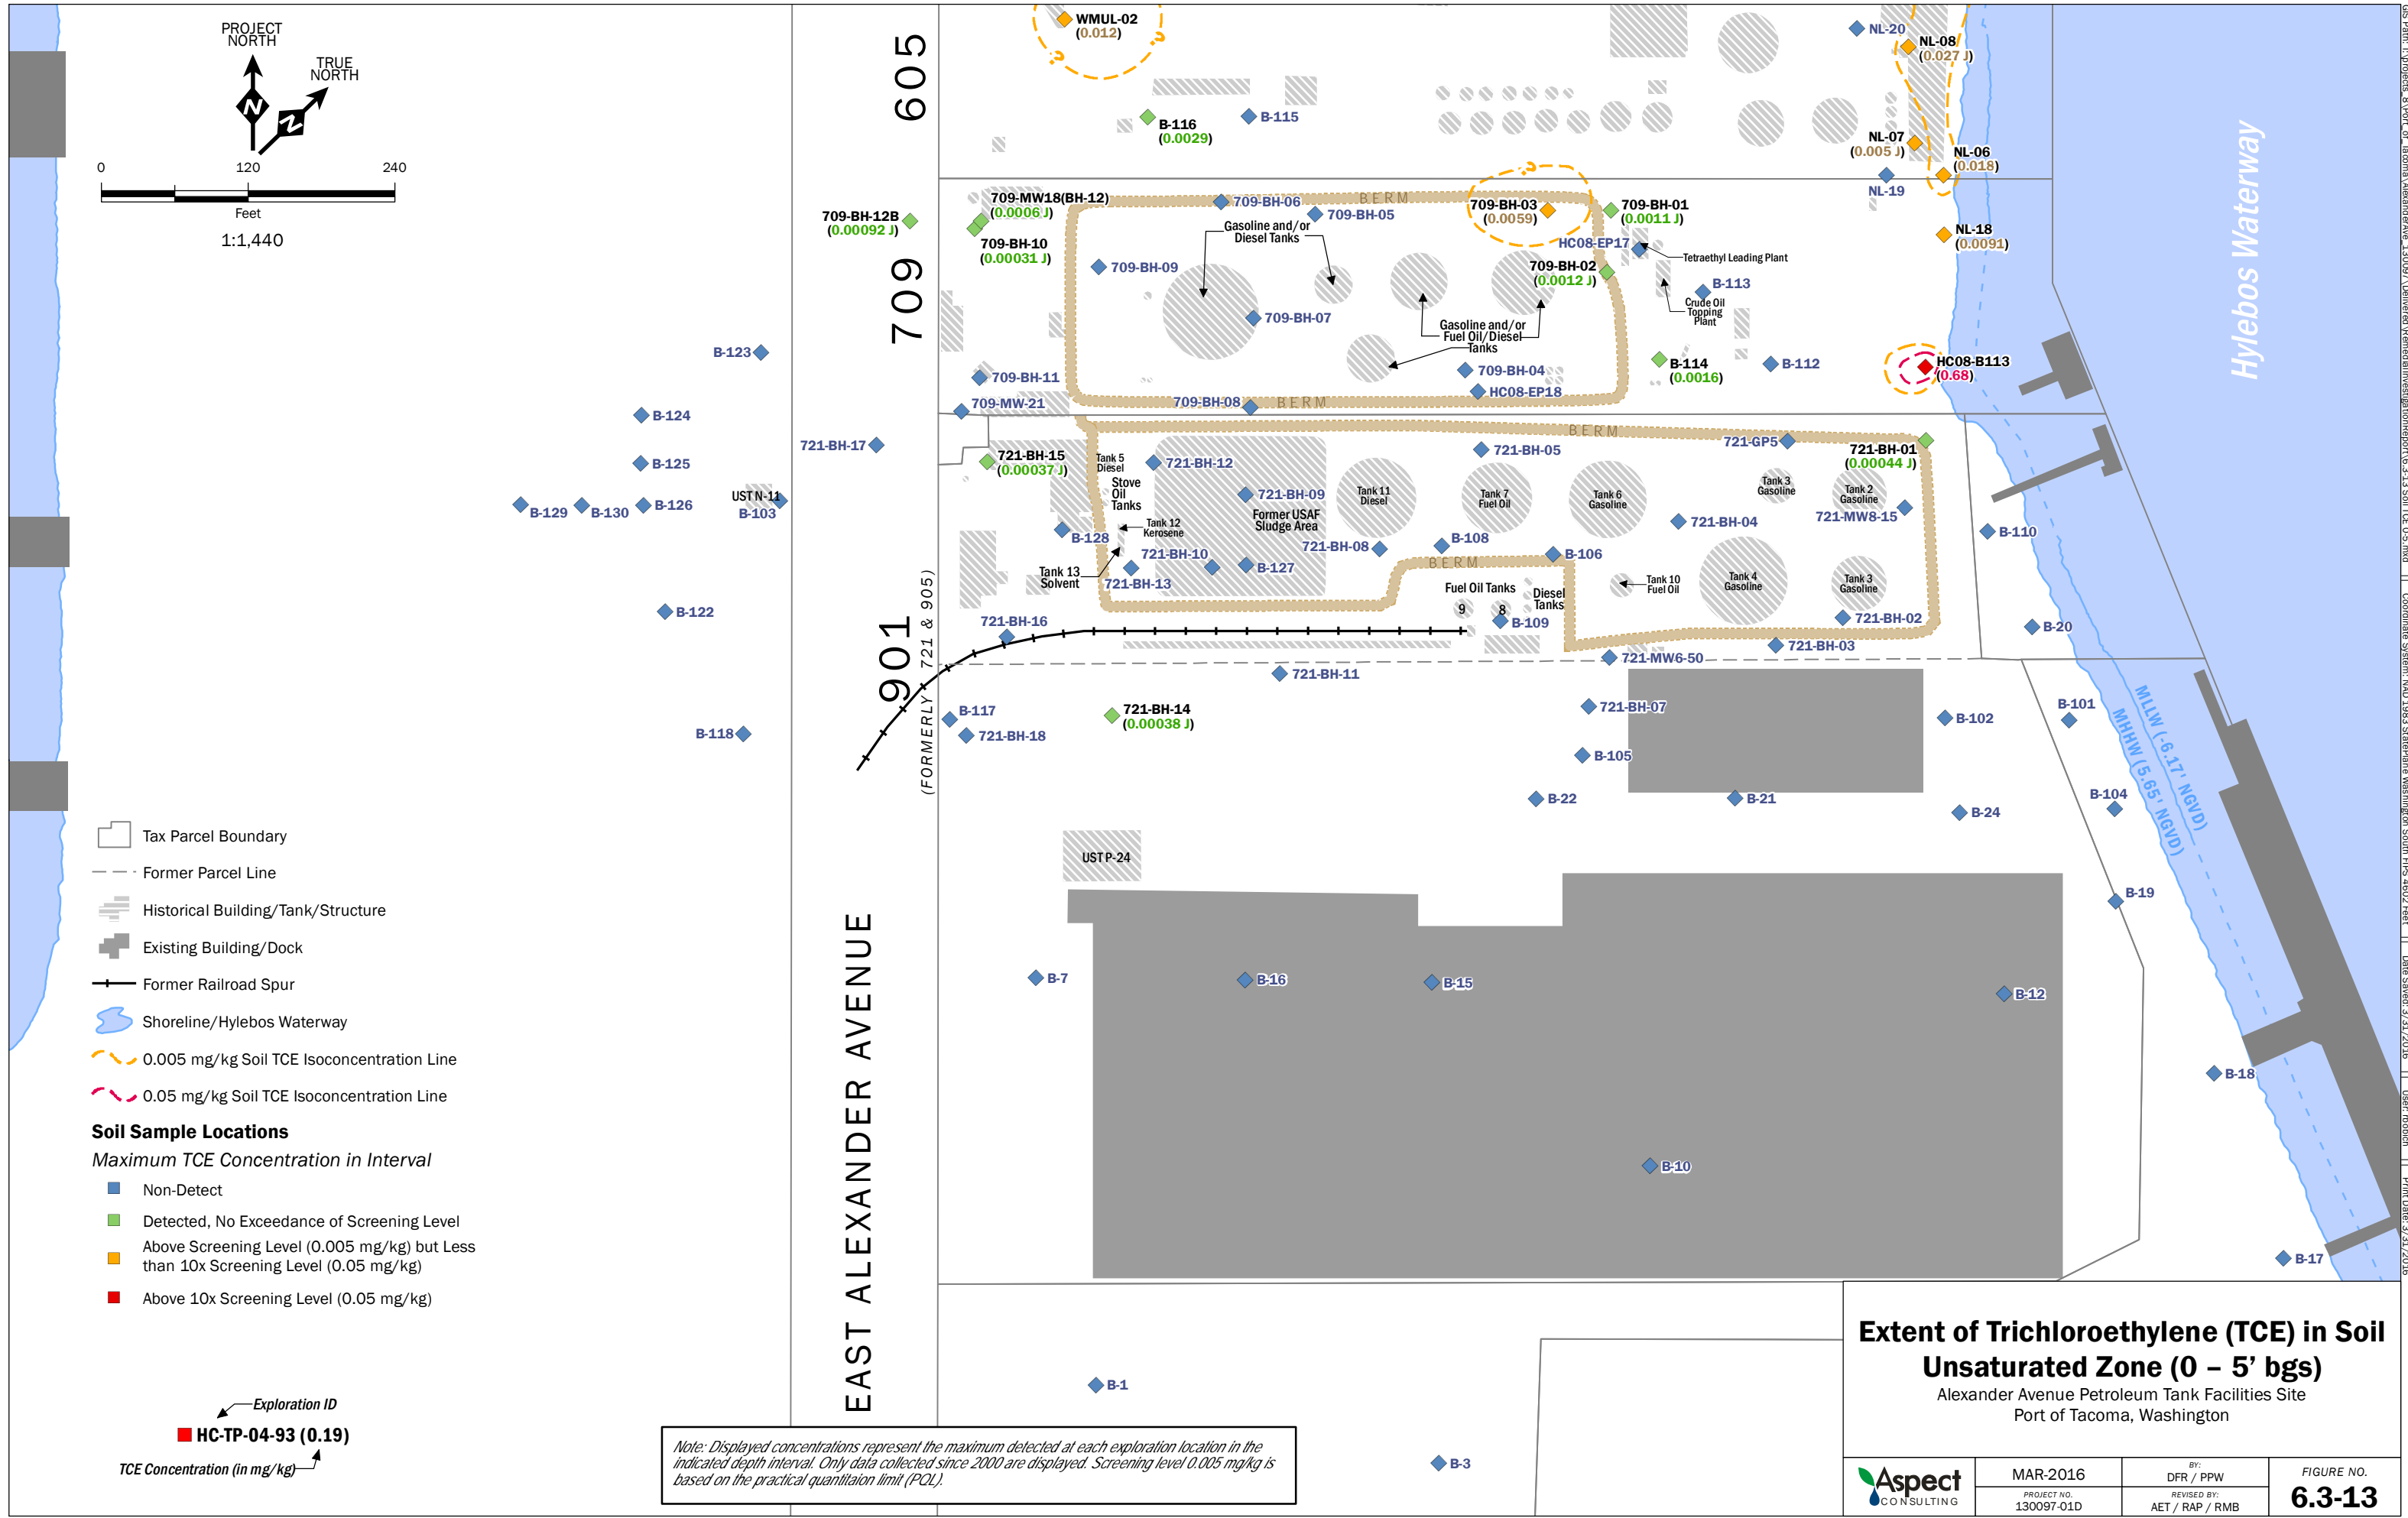 PROJECT
NORTH
TRUE
NORTH
N
N
0 120 240
Feet
1:1,440
605
709
901
(FORMERLY 721 & 905)
EAST ALEXANDER AVENUE
Hylebos Waterway
MLLW (-6.17' NGVD)
MHHW (5.65' NGVD)
WMUL-02
(0.012)
B-116
(0.0029)
B-115
NL-20
NL-08
(0.027 J)
NL-07
(0.005 J)
NL-06
(0.018)
NL-19
NL-18
(0.0091)
709-BH-12B
(0.00092 J)
709-MW18(BH-12)
(0.0006 J)
709-BH-10
(0.00031 J)
709-BH-06
709-BH-05
BERM
709-BH-03
(0.0059)
709-BH-01
(0.0011 J)
Gasoline and/or
Diesel Tanks
HC08-EP17
Tetraethyl Leading Plant
709-BH-09
709-BH-02
(0.0012 J)
B-113
Crude Oil
Topping
Plant
709-BH-07
Gasoline and/or
Fuel Oil/Diesel
Tanks
B-123
B-114
(0.0016)
B-112
HC08-B113
(0.68)
709-BH-11
709-BH-04
HC08-EP18
709-MW-21
709-BH-08
BERM
B-124
721-BH-17
BERM
721-GP5
721-BH-01
(0.00044 J)
B-125
721-BH-15
(0.00037 J)
Tank 5
Diesel
721-BH-12
721-BH-05
Stove
Oil
Tanks
721-BH-09
Former USAF
Sludge Area
Tank 11
Diesel
Tank 7
Fuel Oil
Tank 6
Gasoline
Tank 3
Gasoline
Tank 2
Gasoline
721-MW8-15
B-129
B-130
B-126
UST N-11
B-103
Tank 12
Kerosene
B-128
721-BH-04
B-110
721-BH-10
721-BH-08
B-108
B-106
BERM
B-127
Tank 13
Solvent
721-BH-13
Fuel Oil Tanks
9 8
Diesel
Tanks
Tank 10
Fuel Oil
Tank 4
Gasoline
Tank 3
Gasoline
B-122
721-BH-16
B-109
721-BH-02
B-20
721-BH-03
721-MW6-50
721-BH-11
B-117
721-BH-14
(0.00038 J)
721-BH-07
B-102
B-101
B-118
721-BH-18
B-105
B-22
B-21
B-24
B-104
UST P-24
B-19
B-7
B-16
B-15
B-12
B-18
B-10
B-17
B-1
B-3
Tax Parcel Boundary
Former Parcel Line
Historical Building/Tank/Structure
Existing Building/Dock
Former Railroad Spur
Shoreline/Hylebos Waterway
0.005 mg/kg Soil TCE Isoconcentration Line
0.05 mg/kg Soil TCE Isoconcentration Line
Soil Sample Locations
Maximum TCE Concentration in Interval
Non-Detect
Detected, No Exceedance of Screening Level
Above Screening Level (0.005 mg/kg) but Less
than 10x Screening Level (0.05 mg/kg)
Above 10x Screening Level (0.05 mg/kg)
Exploration ID
HC-TP-04-93 (0.19)
TCE Concentration (in mg/kg)
Note: Displayed concentrations represent the maximum detected at each exploration location in the
indicated depth interval. Only data collected since 2000 are displayed. Screening level 0.005 mg/kg is
based on the practical quantitaion limit (PQL).
Extent of Trichloroethylene (TCE) in Soil
Unsaturated Zone (0 – 5' bgs)
Alexander Avenue Petroleum Tank Facilities Site
Port of Tacoma, Washington
Aspect
CONSULTING
MAR-2016
PROJECT NO.
130097-01D
BY:
DFR / PPW
REVISED BY:
AET / RAP / RMB
FIGURE NO.
6.3-13